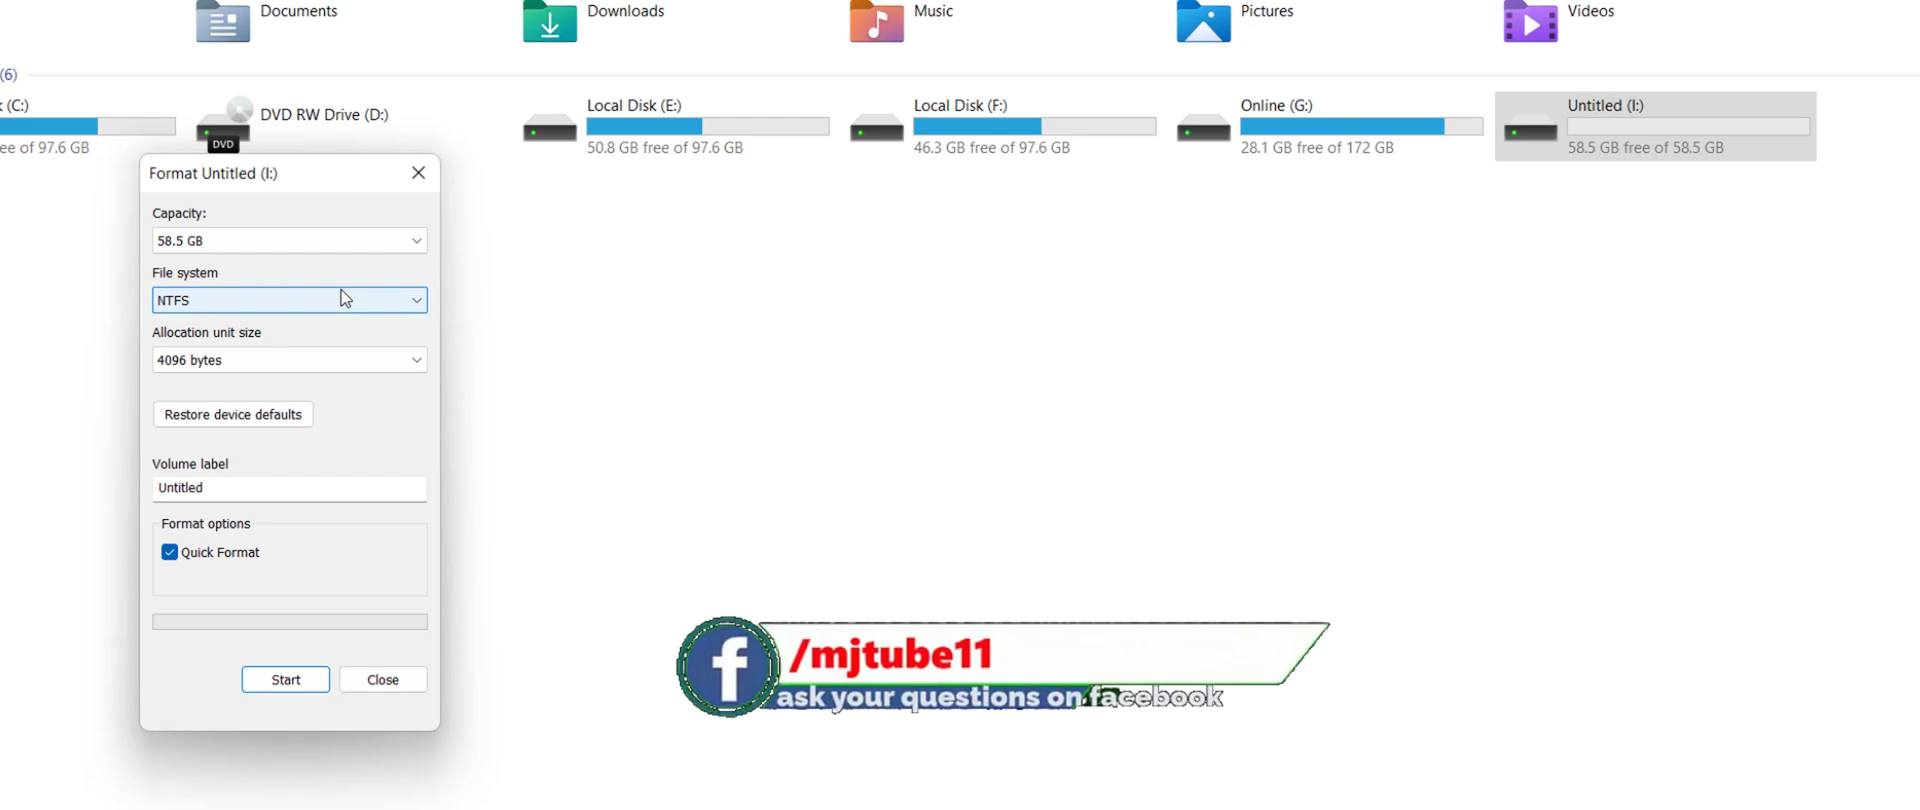 Documents
Downloads
Music
Pictures
Videos
(6)
(C:)
ee of 97.6 GB
DVD RW Drive (D:)
DVD
Local Disk (E:)
50.8 GB free of 97.6 GB
Local Disk (F:)
46.3 GB free of 97.6 GB
Online (G:)
28.1 GB free of 172 GB
Untitled (I:)
58.5 GB free of 58.5 GB
Format Untitled (I:)
Capacity:
58.5 GB
File system
NTFS
Allocation unit size
4096 bytes
Restore device defaults
Volume label
Untitled
Format options
Quick Format
Start
Close
f
/mjtube11
ask your questions on facebook